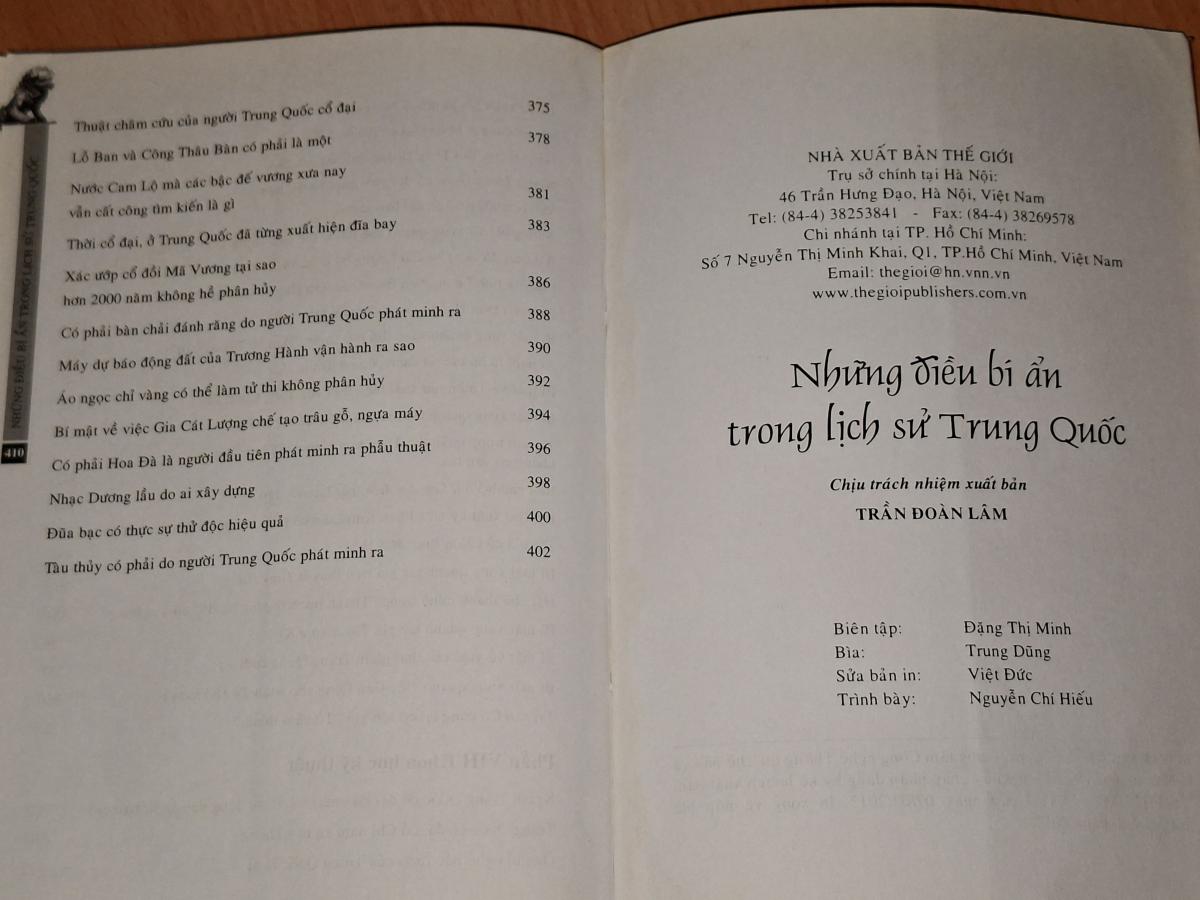 NHỮNG ĐIỀU BÍ ẨN TRONG LỊCH SỬ TRUNG QUỐC
410
Thuật châm cứu của người Trung Quốc cổ đại 375
Lỗ Ban và Công Thâu Bàn có phải là một 378
Nước Cam Lộ mà các bậc đế vương xưa nay
vẫn cất công tìm kiến là gì 381
Thời cổ đại, ở Trung Quốc đã từng xuất hiện đĩa bay 383
Xác ướp cổ đồi Mã Vương tại sao
hơn 2000 năm không hề phân hủy 386
Có phải bàn chải đánh răng do người Trung Quốc phát minh ra 388
Máy dự báo động đất của Trương Hành vận hành ra sao 390
Áo ngọc chỉ vàng có thể làm tử thi không phân hủy 392
Bí mật về việc Gia Cát Lượng chế tạo trâu gỗ, ngựa máy 394
Có phải Hoa Đà là người đầu tiên phát minh ra phẫu thuật 396
Nhạc Dương lầu do ai xây dựng 398
Đũa bạc có thực sự thử độc hiệu quả 400
Tàu thủy có phải do người Trung Quốc phát minh ra 402
NHÀ XUẤT BẢN THẾ GIỚI
Trụ sở chính tại Hà Nội:
46 Trần Hưng Đạo, Hà Nội, Việt Nam
Tel: (84-4) 38253841 - Fax: (84-4) 38269578
Chi nhánh tại TP. Hồ Chí Minh:
Số 7 Nguyễn Thị Minh Khai, Q1, TP.Hồ Chí Minh, Việt Nam
Email: thegioi@hn.vnn.vn
www.thegioipublishers.com.vn
Những điều bí ẩn
trong lịch sử Trung Quốc
Chịu trách nhiệm xuất bản
TRẦN ĐOÀN LÂM
Biên tập: Đặng Thị Minh
Bìa: Trung Dũng
Sửa bản in: Việt Đức
Trình bày: Nguyễn Chí Hiếu